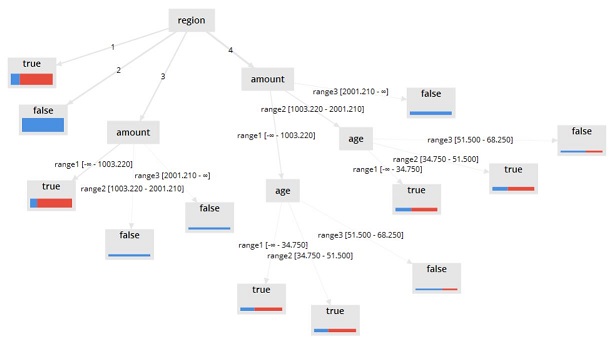 region
1
2
3
4
true
false
amount
amount
range3 [2001.210 - ∞]
false
range2 [1003.220 - 2001.210]
range1 [-∞ - 1003.220]
age
range3 [51.500 - 68.250]
false
range2 [34.750 - 51.500]
range1 [-∞ - 34.750]
true
true
range1 [-∞ - 1003.220]
range3 [2001.210 - ∞]
range2 [1003.220 - 2001.210]
true
false
false
age
range3 [51.500 - 68.250]
range1 [-∞ - 34.750]
range2 [34.750 - 51.500]
false
true
true